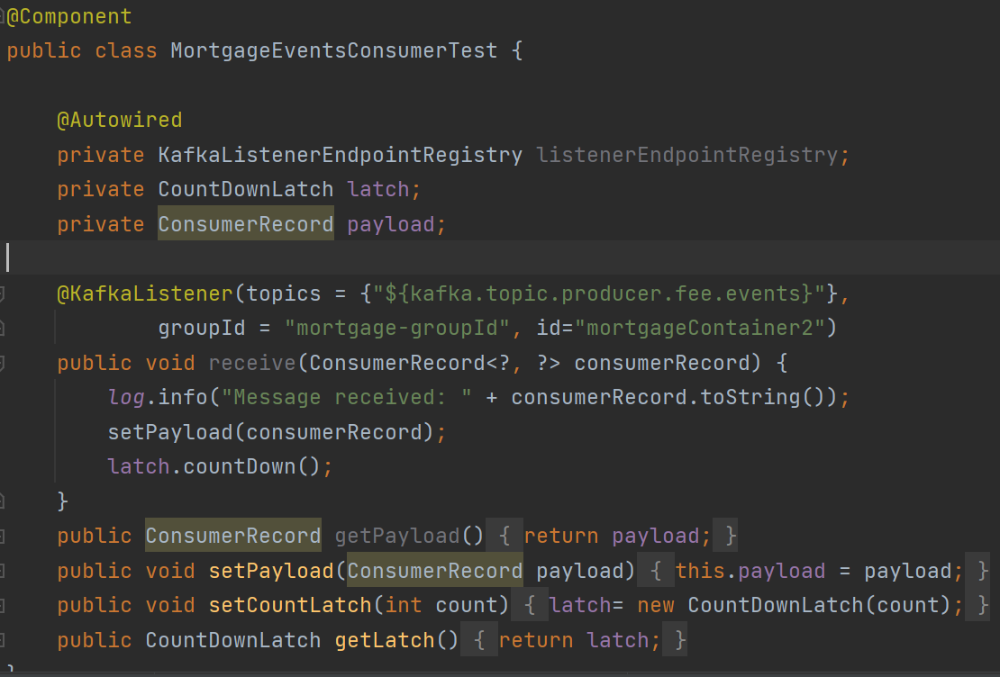 @Component
public class MortgageEventsConsumerTest {
@Autowired
private KafkaListenerEndpointRegistry listenerEndpointRegistry;
private CountDownLatch latch;
private ConsumerRecord payload;
@KafkaListener(topics = {"${kafka.topic.producer.fee.events}"},
groupId = "mortgage-groupId", id="mortgageContainer2")
public void receive(ConsumerRecord<?, ?> consumerRecord) {
log.info("Message received: " + consumerRecord.toString());
setPayload(consumerRecord);
latch.countDown();
}
public ConsumerRecord getPayload() { return payload; }
public void setPayload(ConsumerRecord payload) { this.payload = payload; }
public void setCountLatch(int count) { latch= new CountDownLatch(count); }
public CountDownLatch getLatch() { return latch; }
}